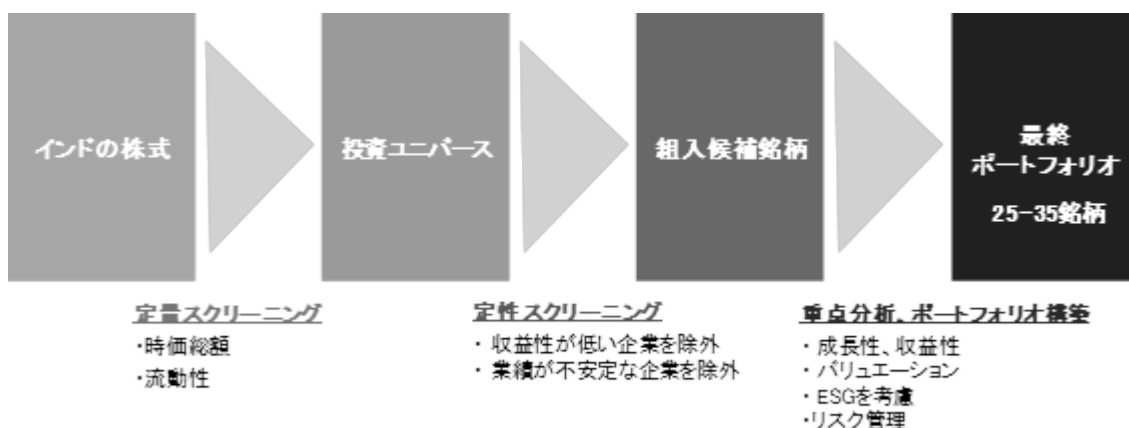 インドの株式
投資ユニバース
組入候補銘柄
最終
ポートフォリオ
25-35銘柄
定量スクリーニング
・時価総額
・流動性
定性スクリーニング
・ 収益性が低い企業を除外
・ 業績が不安定な企業を除外
重点分析、ポートフォリオ構築
・ 成長性、収益性
・ バリュエーション
・ ESGを考慮
・リスク管理